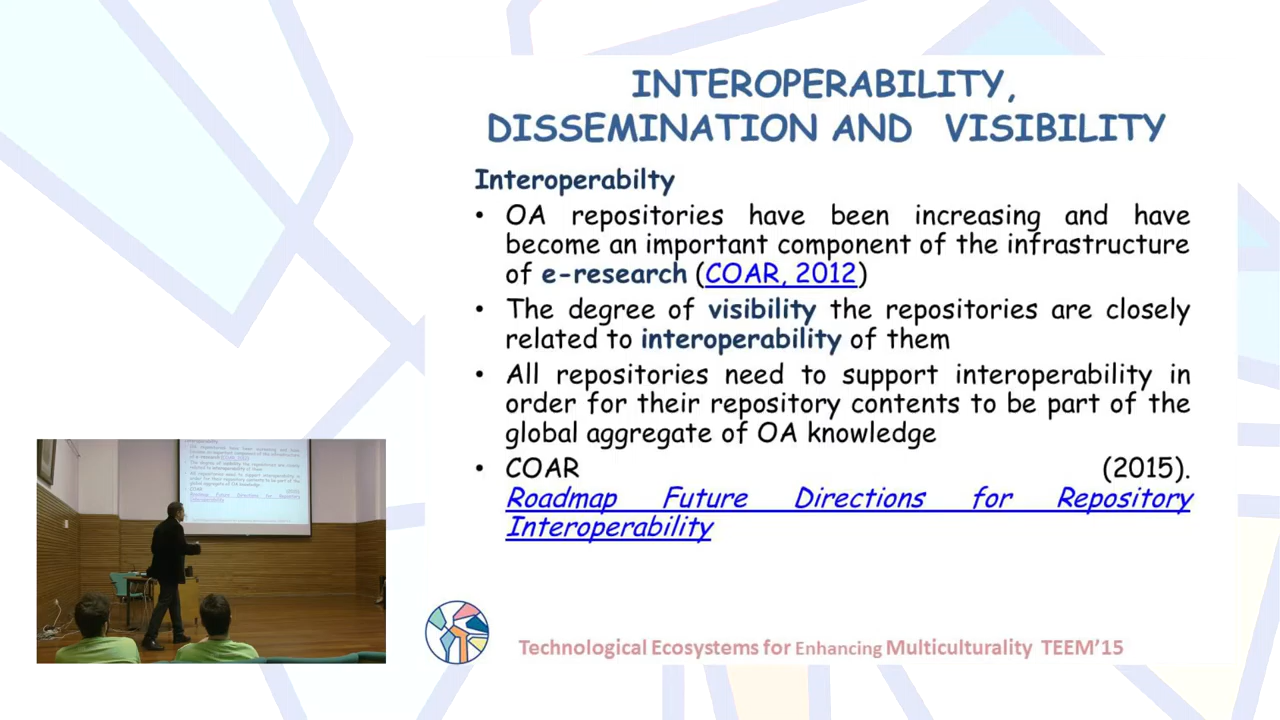 INTEROPERABILITY,
DISSEMINATION AND VISIBILITY
Interoperabilty
• OA repositories have been increasing and have
become an important component of the infrastructure
of e-research (COAR, 2012)
• The degree of visibility the repositories are closely
related to interoperability of them
• All repositories need to support interoperability in
order for their repository contents to be part of the
global aggregate of OA knowledge
• COAR (2015).
Roadmap Future Directions for Repository
Interoperability
Technological Ecosystems for Enhancing Multiculturality TEEM'15